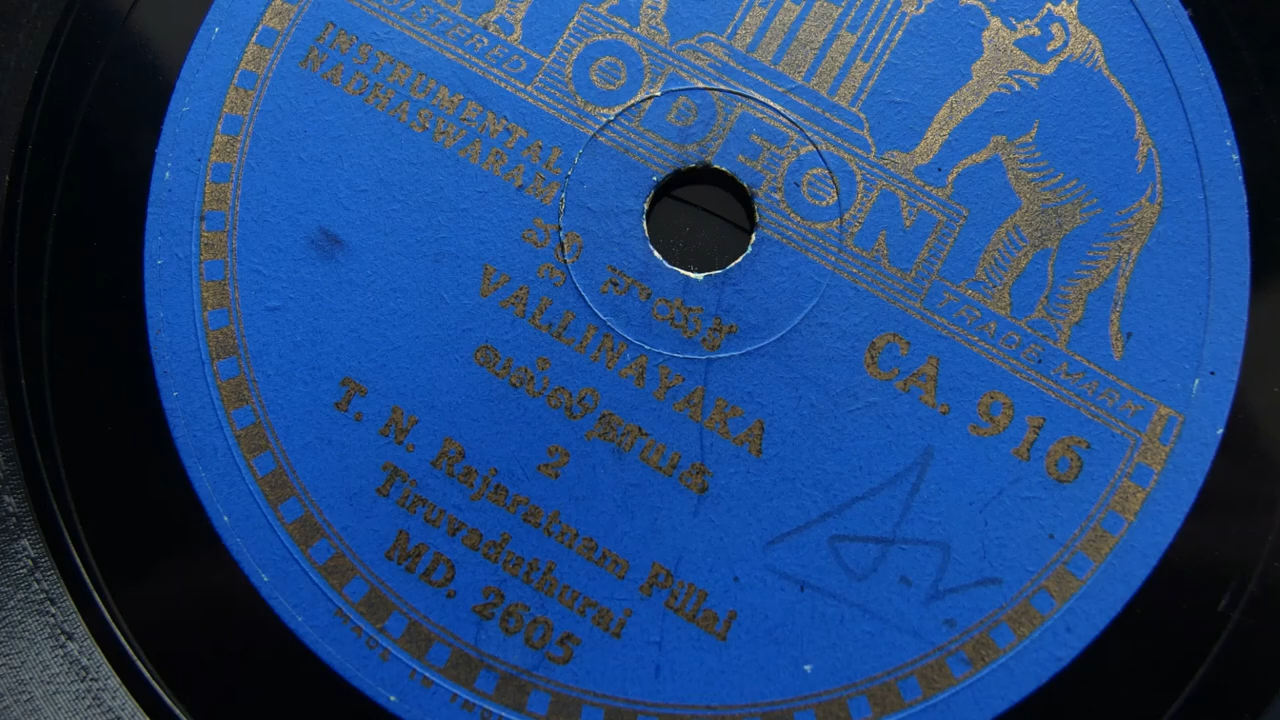 ODEON
TRADE MARK
INSTRUMENTAL
NADHASWARAM
CA. 916
VALLINAYAKA
வள்ளிநாயக
2
T. N. Rajaratnam Pillai
Tiruvaduthurai
MD. 2605